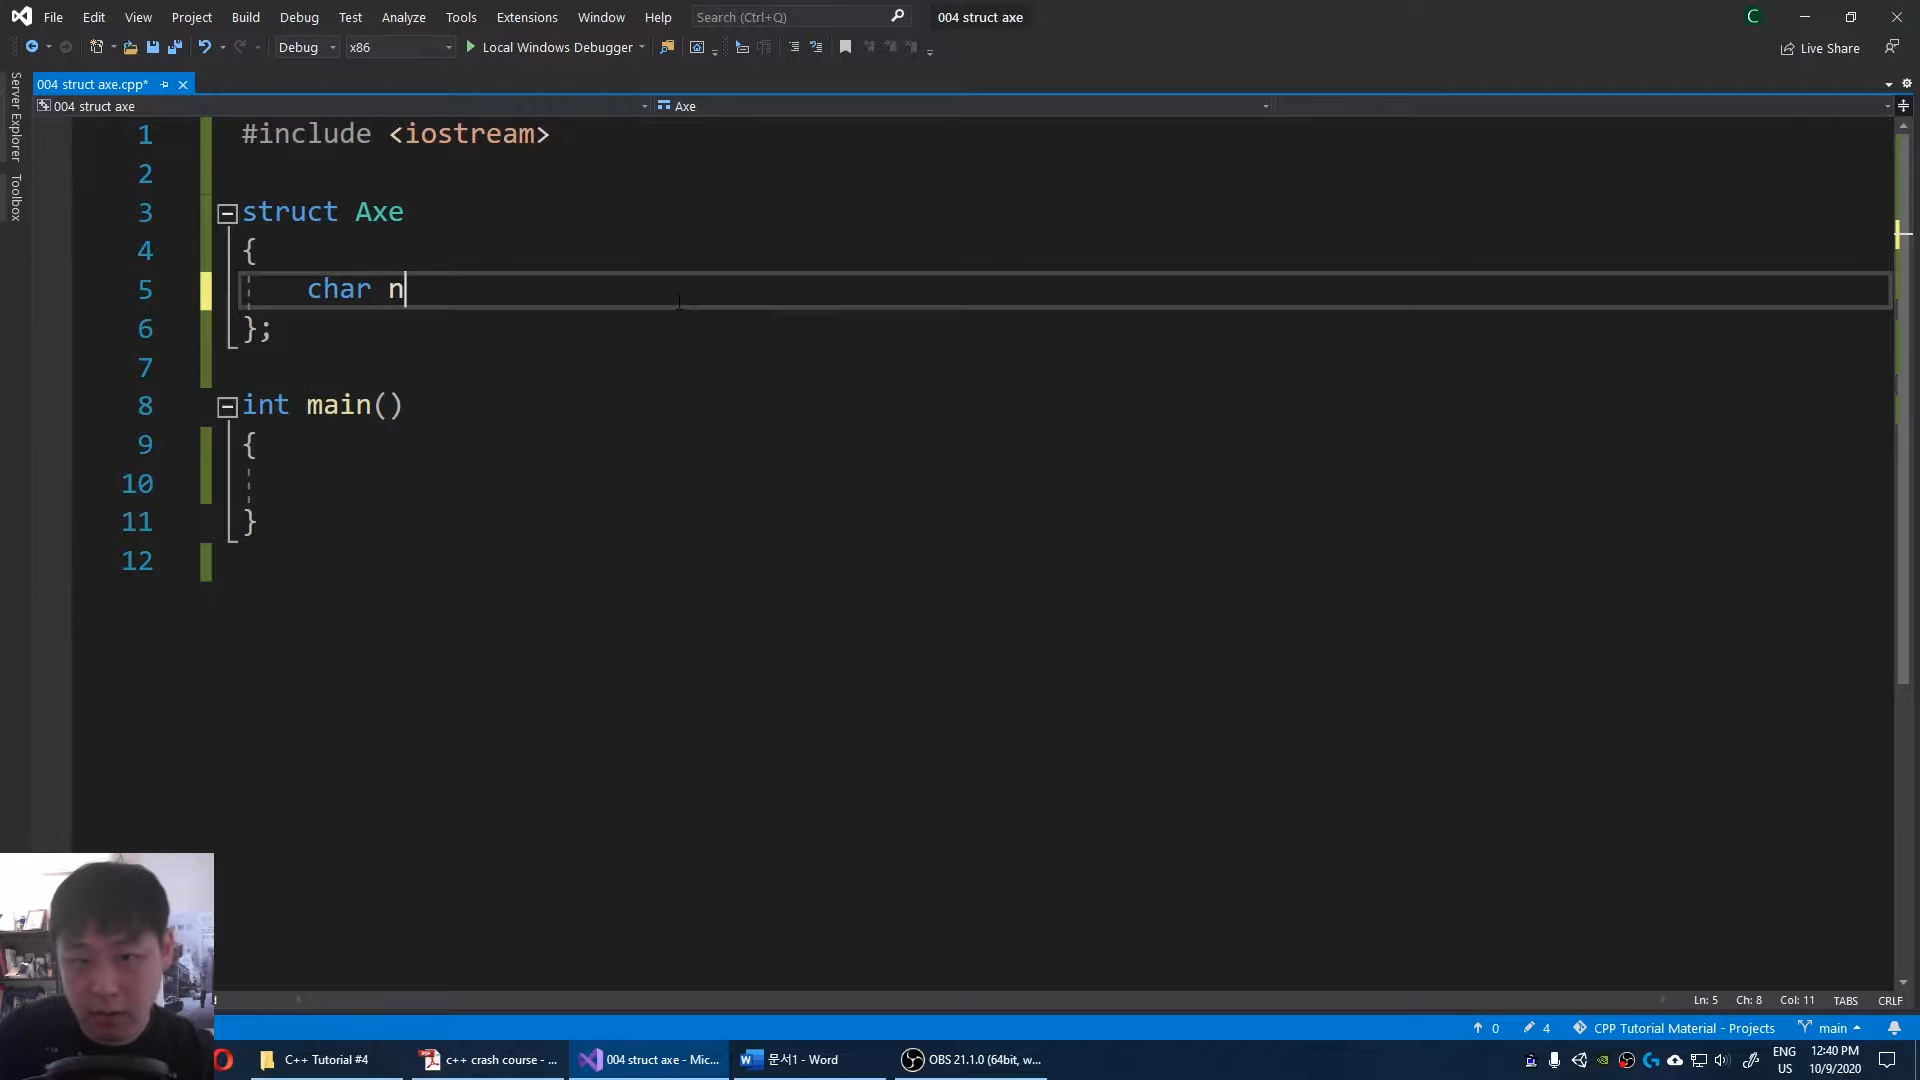 File Edit View Project Build Debug Test Analyze Tools Extensions Window Help Search (Ctrl+Q) 004 struct axe C
Debug x86 Local Windows Debugger Live Share
Server Explorer
Toolbox
004 struct axe.cpp*
004 struct axe Axe
1 #include <iostream>
2
3 struct Axe
4 {
5 char n
6 };
7
8 int main()
9 {
10
11 }
12
Ln: 5 Ch: 8 Col: 11 TABS CRLF
0 4 CPP Tutorial Material - Projects main
C++ Tutorial #4 c++ crash course - ... 004 struct axe - Mic... 문서1 - Word OBS 21.1.0 (64bit, w... ENG 12:40 PM
US 10/9/2020